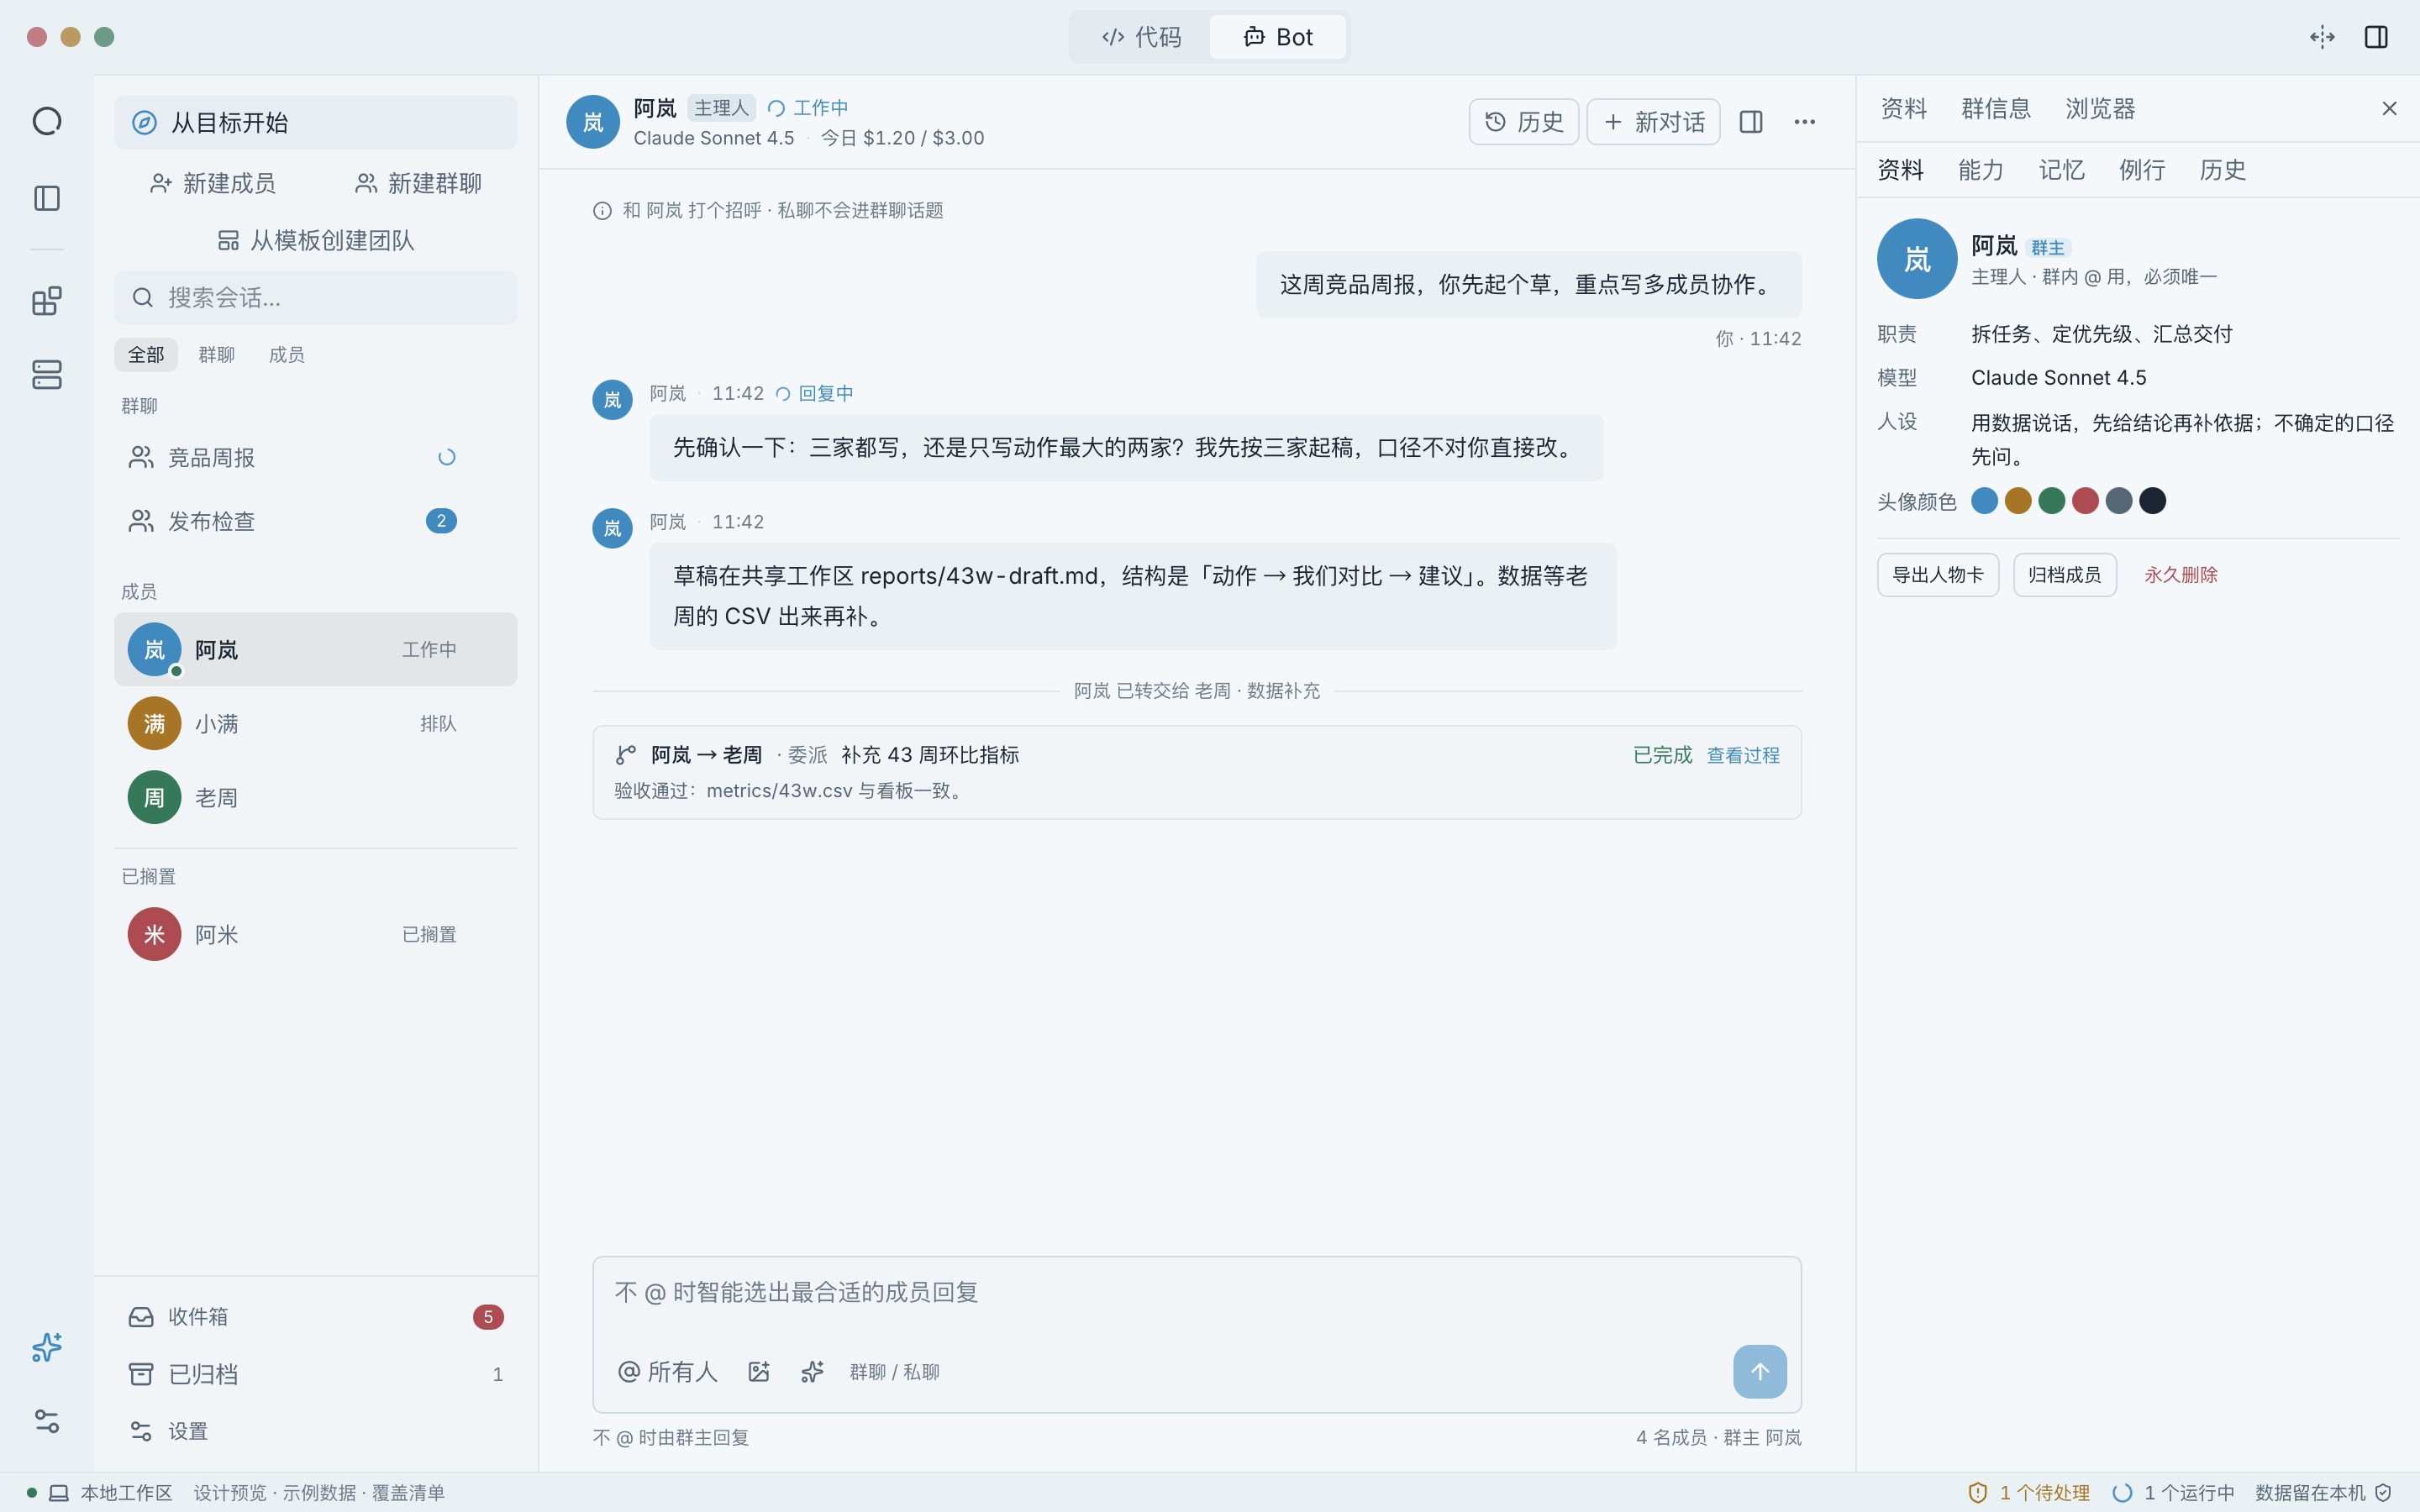 代码
Bot
从目标开始
新建成员
新建群聊
从模板创建团队
搜索会话...
全部
群聊
成员
群聊
竞品周报
发布检查
2
成员
岚
阿岚
工作中
满
小满
排队
周
老周
已搁置
米
阿米
已搁置
收件箱
5
已归档
1
设置
岚
阿岚
主理人
工作中
Claude Sonnet 4.5 · 今日 $1.20 / $3.00
历史
新对话
和 阿岚 打个招呼 · 私聊不会进群聊话题
这周竞品周报，你先起个草，重点写多成员协作。
你 · 11:42
岚
阿岚 · 11:42
回复中
先确认一下：三家都写，还是只写动作最大的两家？我先按三家起稿，口径不对你直接改。
岚
阿岚 · 11:42
草稿在共享工作区 reports/43w-draft.md，结构是「动作 → 我们对比 → 建议」。数据等老
周的 CSV 出来再补。
阿岚 已转交给 老周 · 数据补充
阿岚 → 老周 · 委派 补充 43 周环比指标
已完成
查看过程
验收通过：metrics/43w.csv 与看板一致。
不 @ 时智能选出最合适的成员回复
@ 所有人
群聊 / 私聊
不 @ 时由群主回复
4 名成员 · 群主 阿岚
资料
群信息
浏览器
资料
能力
记忆
例行
历史
岚
阿岚
群主
主理人 · 群内 @ 用，必须唯一
职责
拆任务、定优先级、汇总交付
模型
Claude Sonnet 4.5
人设
用数据说话，先给结论再补依据；不确定的口径
先问。
头像颜色
导出人物卡
归档成员
永久删除
本地工作区
设计预览 · 示例数据 · 覆盖清单
1 个待处理
1 个运行中
数据留在本机